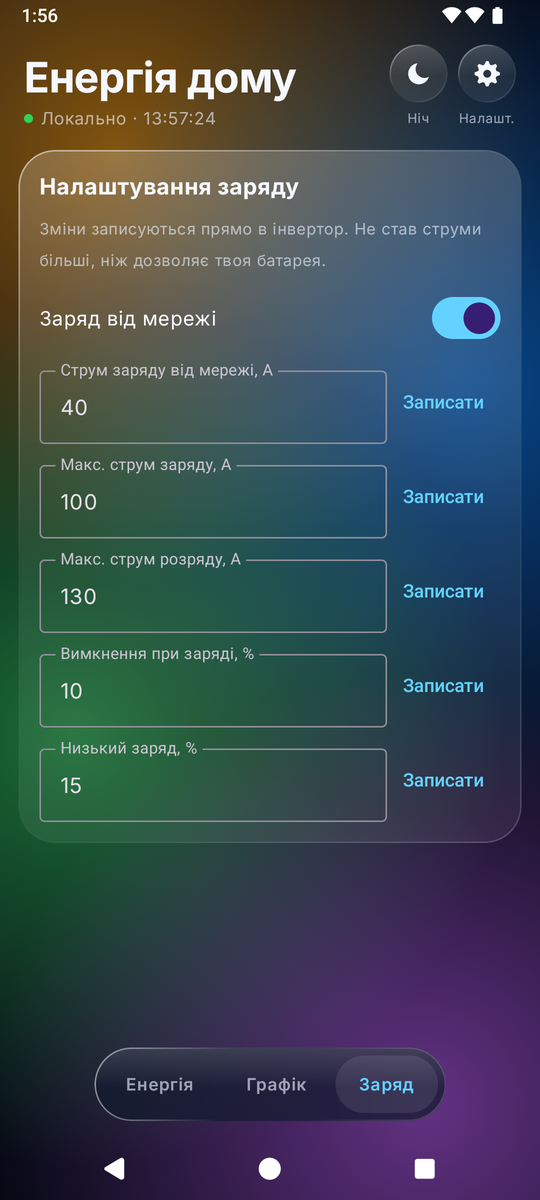 1:56
Енергія дому
Локально · 13:57:24
Ніч
Налашт.
Налаштування заряду
Зміни записуються прямо в інвертор. Не став струми
більші, ніж дозволяє твоя батарея.
Заряд від мережі
Струм заряду від мережі, А
40
Записати
Макс. струм заряду, А
100
Записати
Макс. струм розряду, А
130
Записати
Вимкнення при заряді, %
10
Записати
Низький заряд, %
15
Записати
Енергія
Графік
Заряд